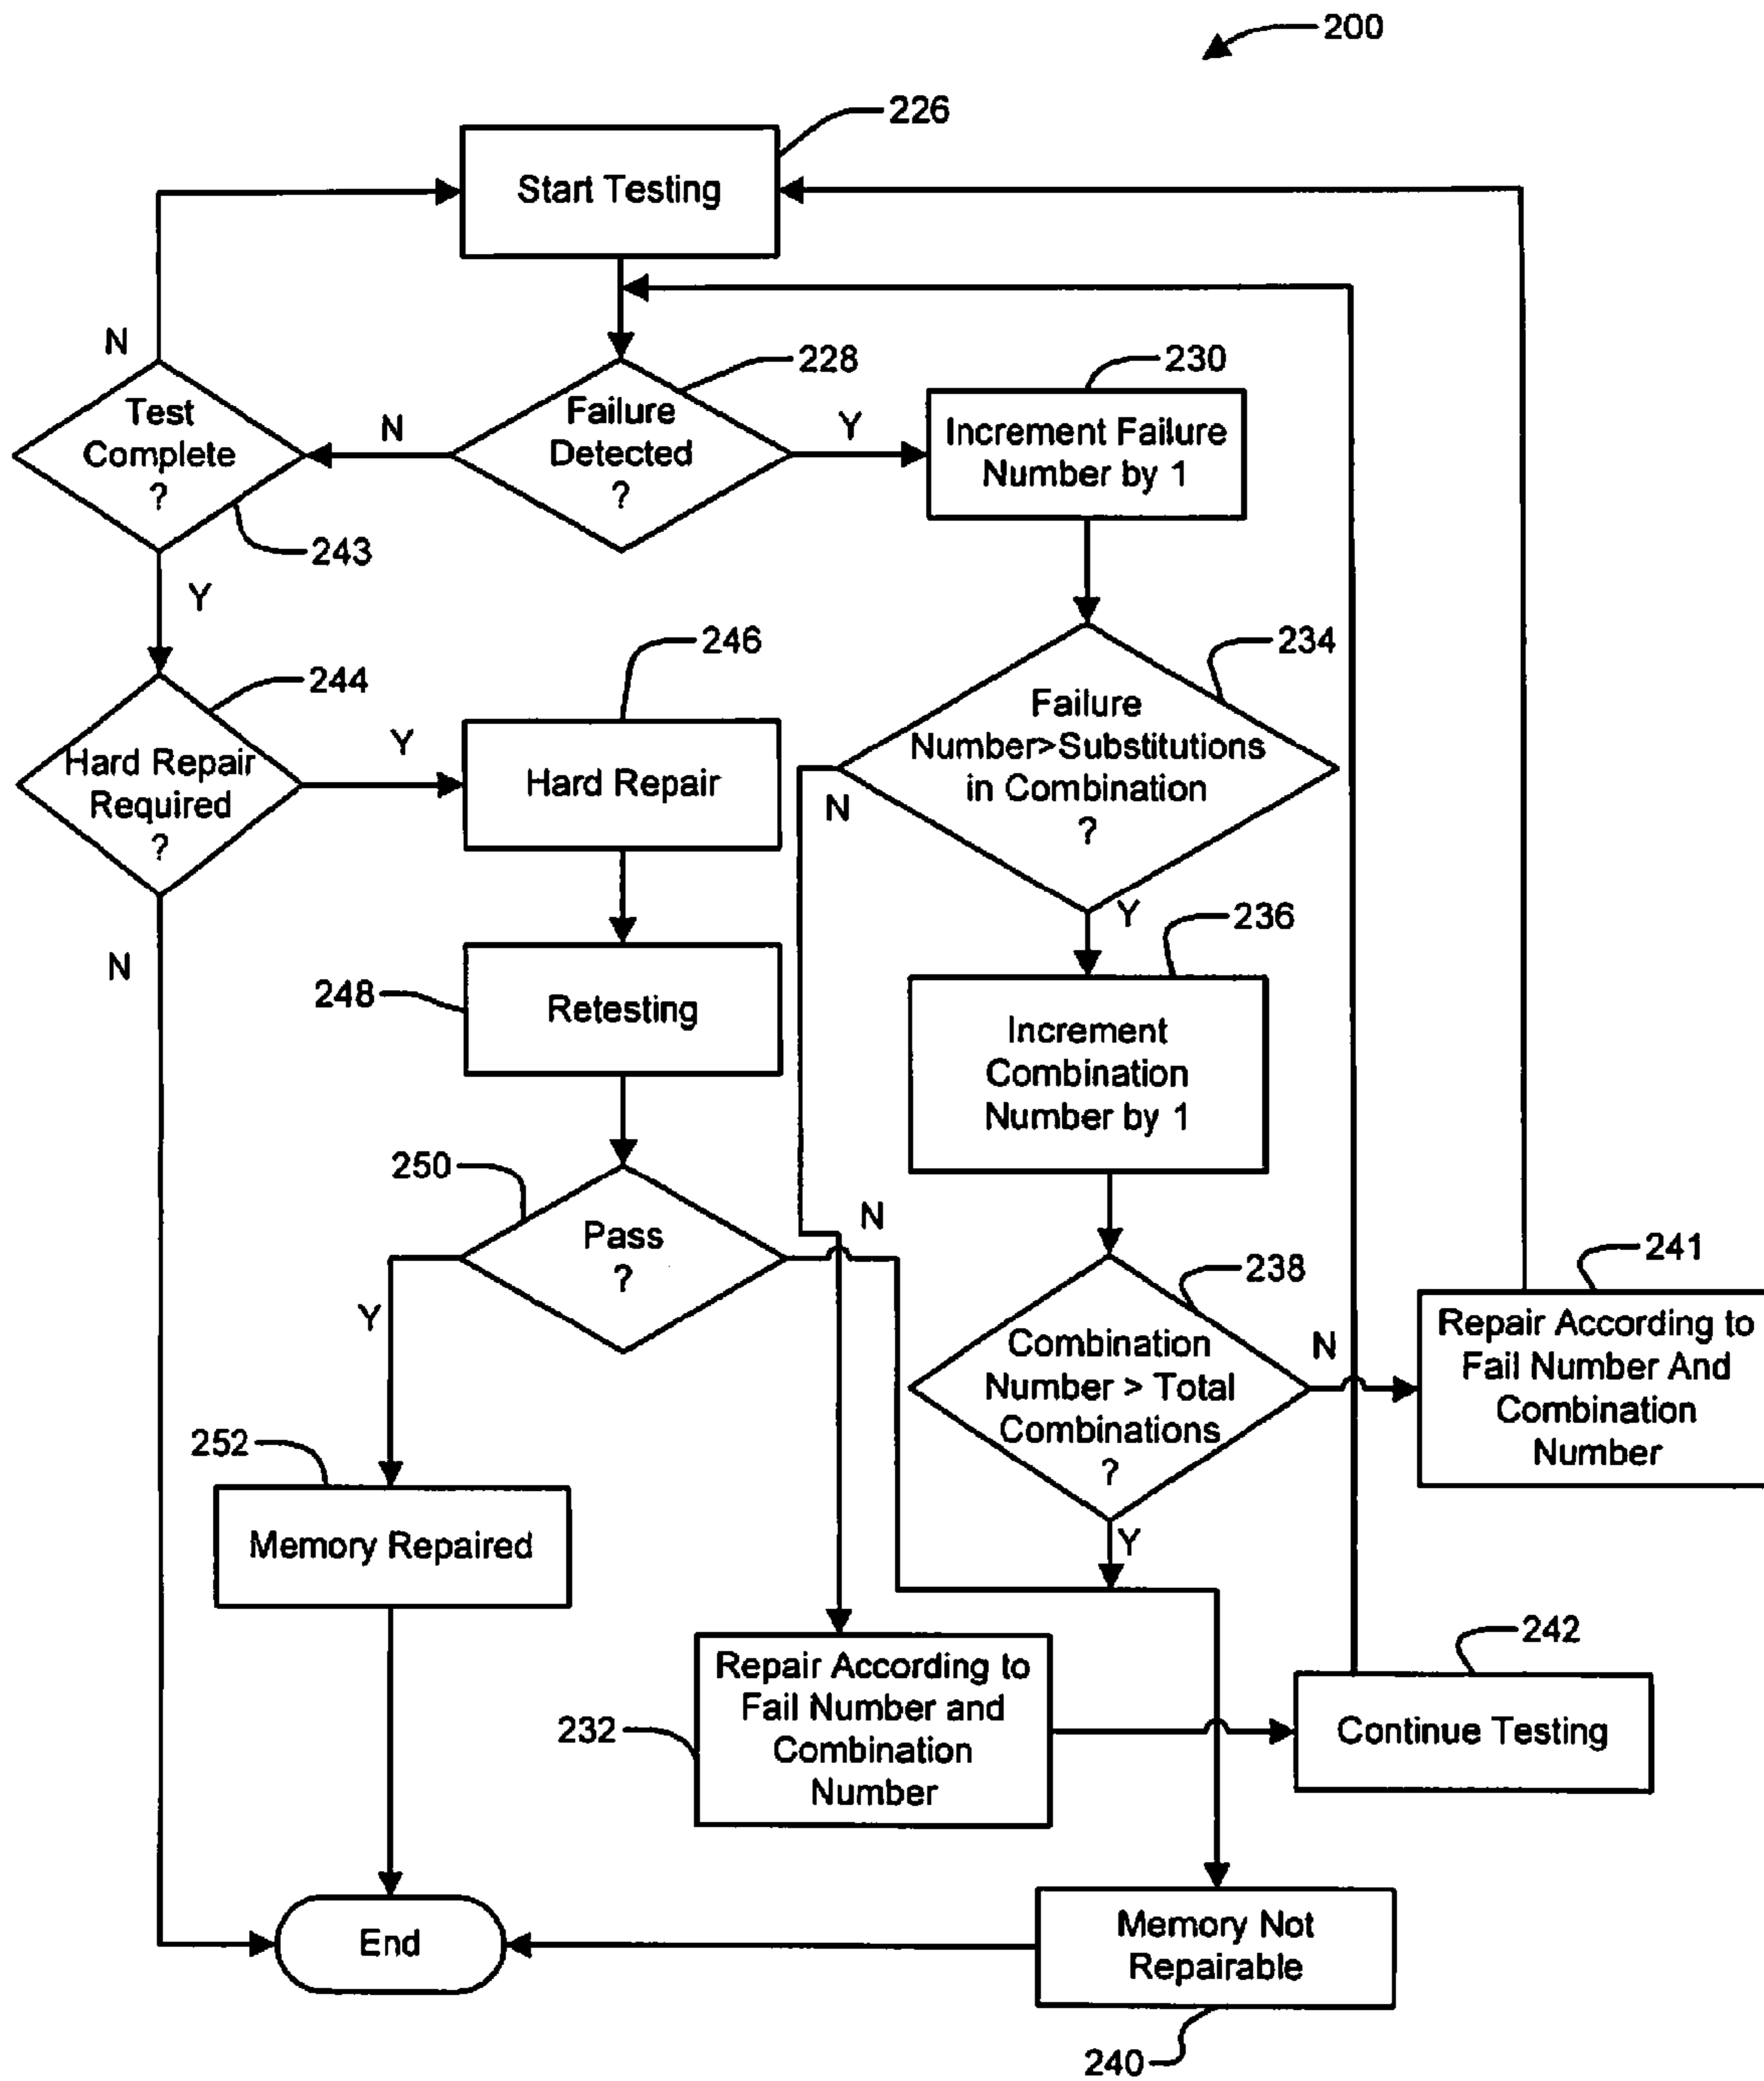 200
226
Start Testing
N
228
230
Test
Complete
?
N
Failure
Detected
?
Y
Increment Failure
Number by 1
243
Y
244
246
234
Hard Repair
Required
?
Y
Hard Repair
Failure
Number>Substitutions
in Combination
?
N
Y
N
248
Retesting
236
Increment
Combination
Number by 1
250
Pass
?
N
Y
238
241
Combination
Number > Total
Combinations
?
N
Repair According to
Fail Number And
Combination
Number
Y
252
Memory Repaired
232
Repair According to
Fail Number and
Combination
Number
242
Continue Testing
End
Memory Not
Repairable
240